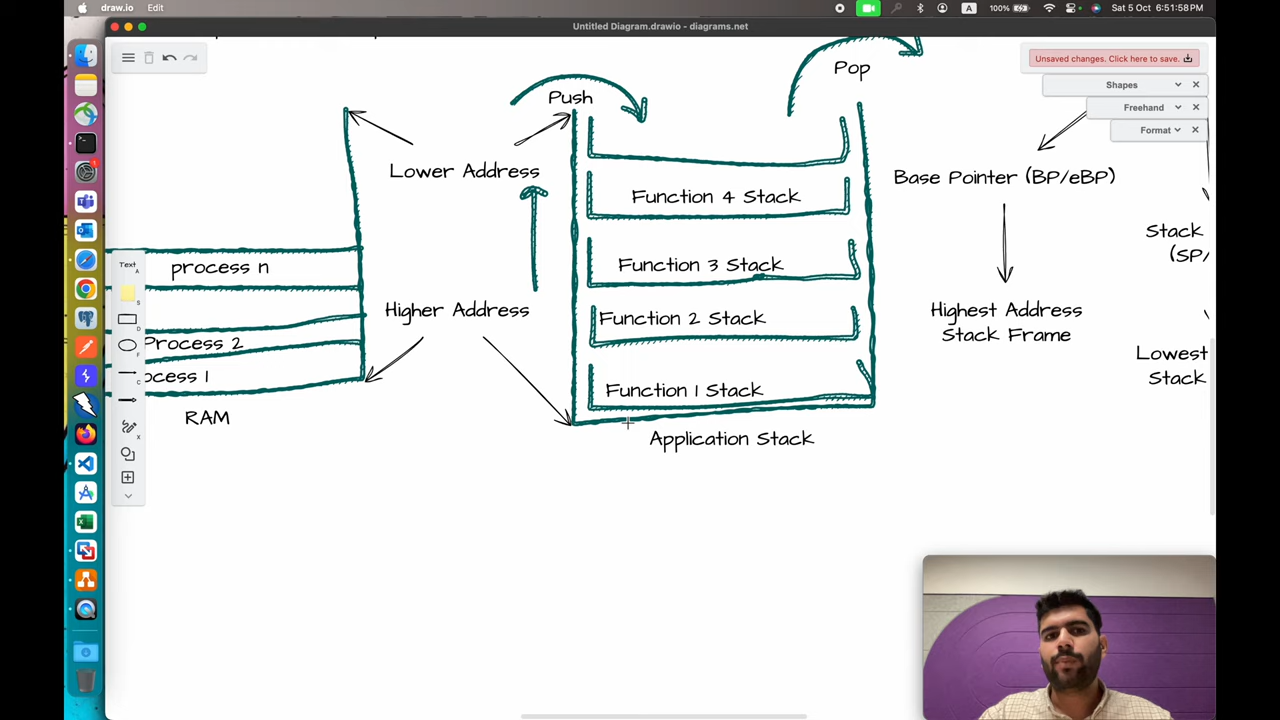 draw.io Edit
100% A Sat 5 Oct 6:51:58 PM
Untitled Diagram.drawio - diagrams.net
Unsaved changes. Click here to save.
Shapes
Freehand
Format
Push
Pop
Lower Address
Base Pointer (BP/eBP)
Function 4 Stack
Stack
(SP/
process n
Function 3 Stack
Higher Address
Function 2 Stack
Highest Address
Stack Frame
Process 2
Lowest
Stack
ocess 1
Function 1 Stack
RAM
Application Stack
Text